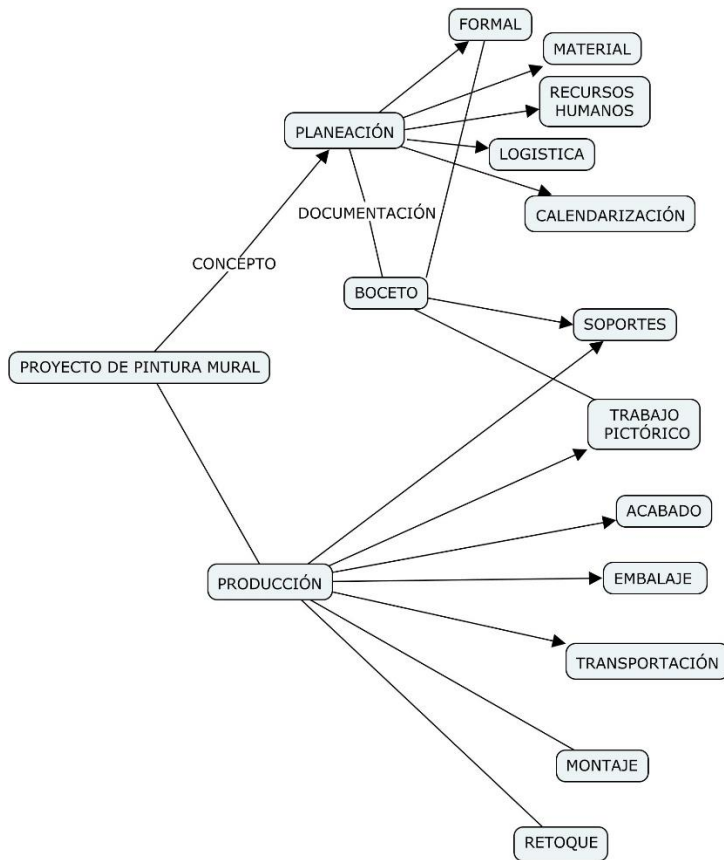 FORMAL
MATERIAL
RECURSOS
HUMANOS
PLANEACIÓN
LOGISTICA
CALENDARIZACIÓN
DOCUMENTACIÓN
CONCEPTO
BOCETO
SOPORTES
PROYECTO DE PINTURA MURAL
TRABAJO
PICTÓRICO
ACABADO
PRODUCCIÓN
EMBALAJE
TRANSPORTACIÓN
MONTAJE
RETOQUE